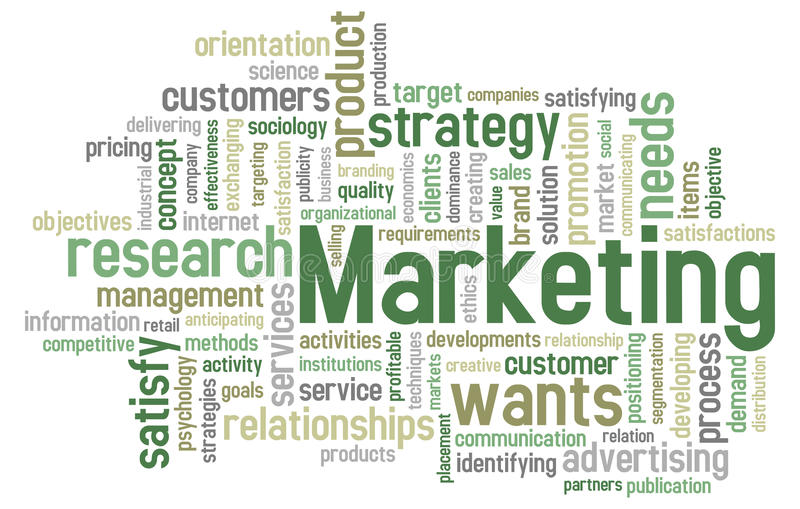 orientation
science
customers
product
production
target
companies
satisfying
delivering
pricing
industrial
concept
company
effectiveness
exchanging
sociology
targeting
satisfaction
publicity
business
branding
quality
strategy
economics
clients
dominance
creating
sales
value
brand
solution
promotion
market
social
communicating
needs
items
objective
objectives
internet
organizational
requirements
satisfactions
research
selling
Marketing
management
services
ethics
information
retail
anticipating
competitive
methods
activities
developments
relationship
satisfy
psychology
strategies
activity
goals
institutions
service
profitable
techniques
markets
creative
customer
wants
positioning
segmentation
developing
process
demand
distribution
relationships
products
placement
communication
relation
identifying
advertising
partners
publication